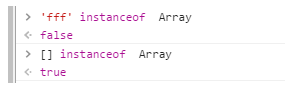 > 'fff' instanceof  Array
< false
> [] instanceof  Array
< true